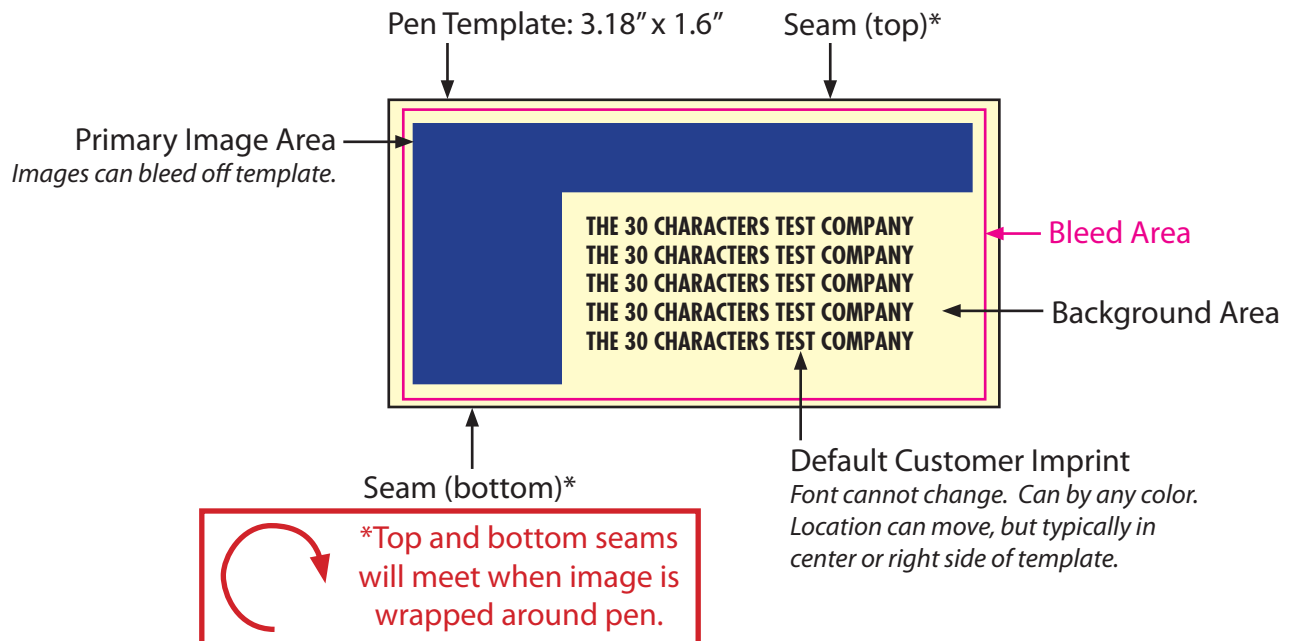 Pen Template: 3.18” x 1.6”
Seam (top)*
Primary Image Area
Images can bleed off template.
THE 30 CHARACTERS TEST COMPANY
THE 30 CHARACTERS TEST COMPANY
THE 30 CHARACTERS TEST COMPANY
THE 30 CHARACTERS TEST COMPANY
THE 30 CHARACTERS TEST COMPANY
Bleed Area
Background Area
Seam (bottom)*
Default Customer Imprint
Font cannot change.  Can by any color.
Location can move, but typically in
center or right side of template.
*Top and bottom seams
will meet when image is
wrapped around pen.